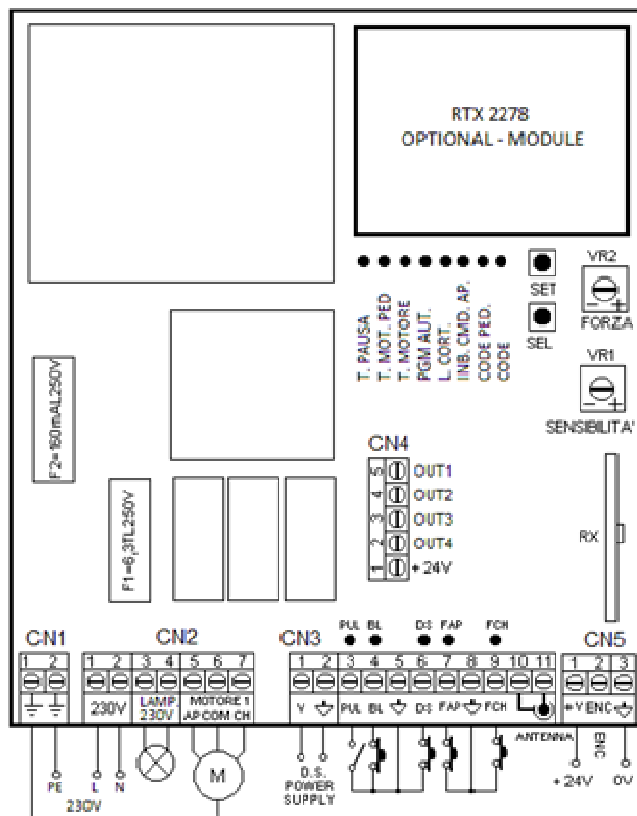 RTX 2278
OPTIONAL - MODULE
T. PAUSA
T. MOT. PED
T. MOTORE
PGM AUT.
L. CORT.
INB. CMD. AP.
CODE PED.
CODE
SET
SEL
VR2
- +
FORZA
VR1
- +
SENSIBILITA'
F2=160mAL250V
F1=6,3TL250V
CN4
5 OUT1
4 OUT2
3 OUT3
2 OUT4
1 +24V
RX
PUL BL DS FAP FCH
CN1 CN2 CN3 CN5
1 2 1 2 3 4 5 6 7 1 2 3 4 5 6 7 8 9 10 11 1 2 3
230V LAMP. 230V MOTORE 1 AP COM CH V PUL BL DS FAP FCH +V ENC
ANTENNA
PE L N M
230V
D.S.
POWER
SUPPLY
ENC
+24V 0V